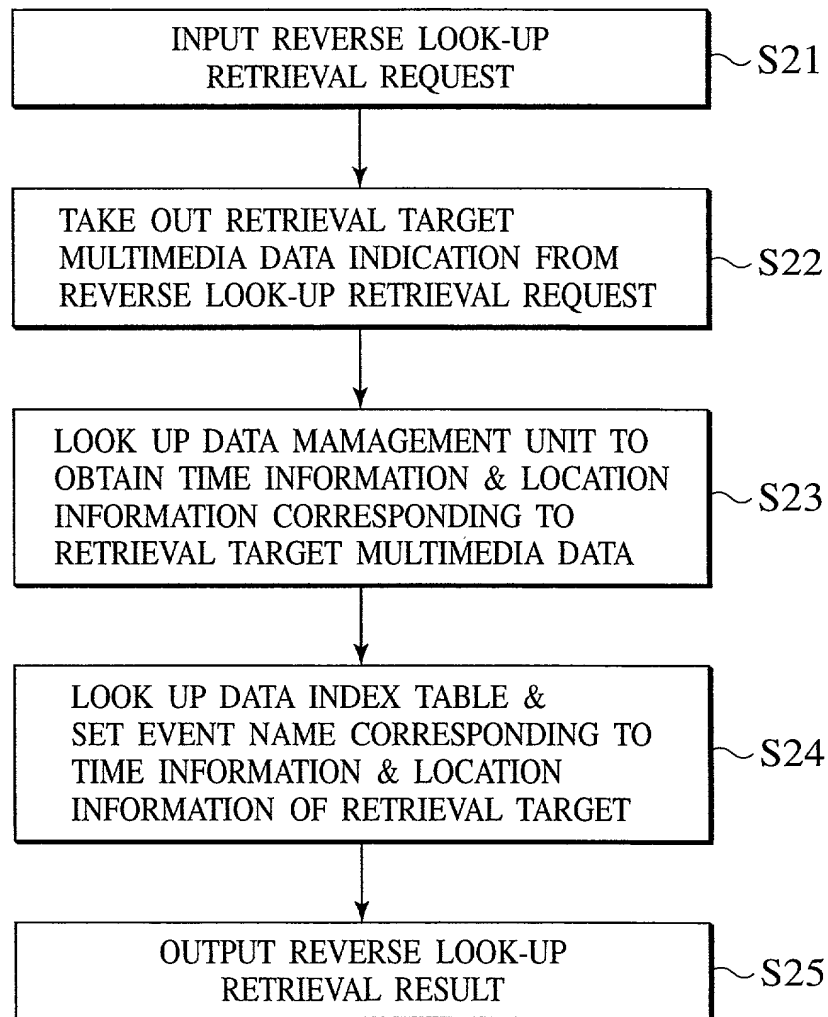 INPUT REVERSE LOOK-UP
RETRIEVAL REQUEST
S21
TAKE OUT RETRIEVAL TARGET
MULTIMEDIA DATA INDICATION FROM
REVERSE LOOK-UP RETRIEVAL REQUEST
S22
LOOK UP DATA MAMAGEMENT UNIT TO
OBTAIN TIME INFORMATION & LOCATION
INFORMATION CORRESPONDING TO
RETRIEVAL TARGET MULTIMEDIA DATA
S23
LOOK UP DATA INDEX TABLE &
SET EVENT NAME CORRESPONDING TO
TIME INFORMATION & LOCATION
INFORMATION OF RETRIEVAL TARGET
S24
OUTPUT REVERSE LOOK-UP
RETRIEVAL RESULT
S25